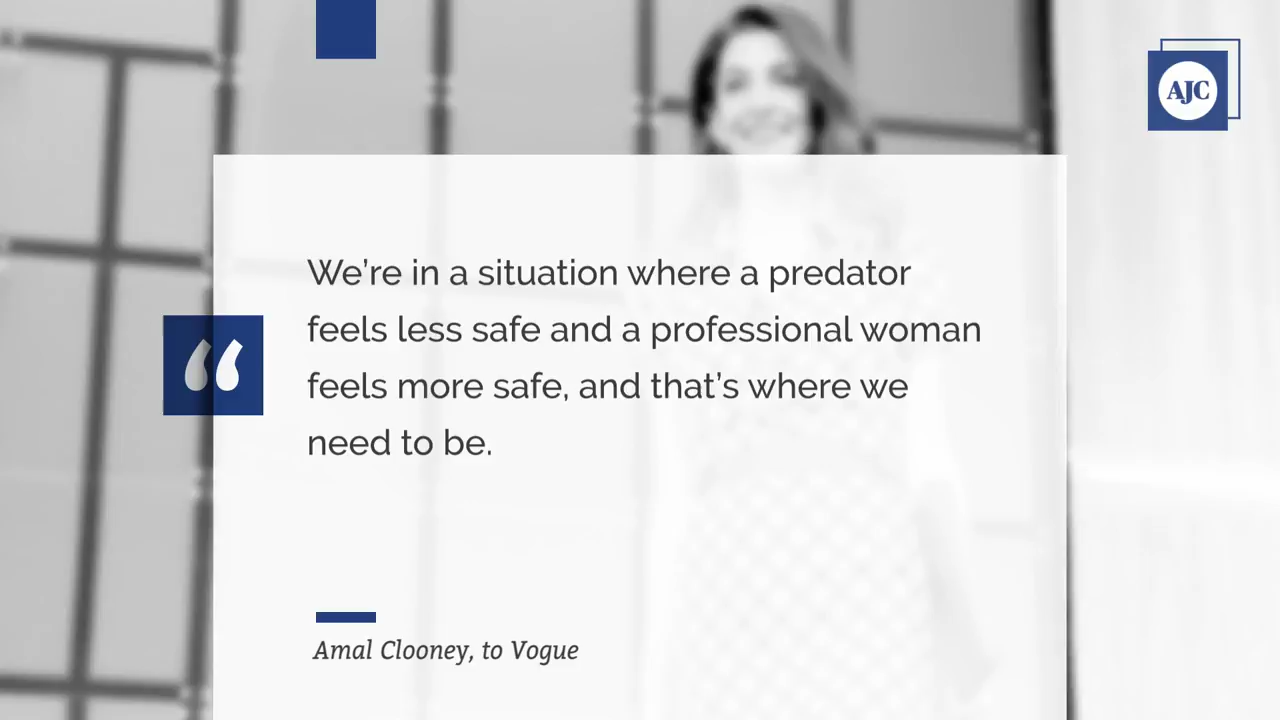 AJC
We’re in a situation where a predator
feels less safe and a professional woman
feels more safe, and that’s where we
need to be.
Amal Clooney, to Vogue